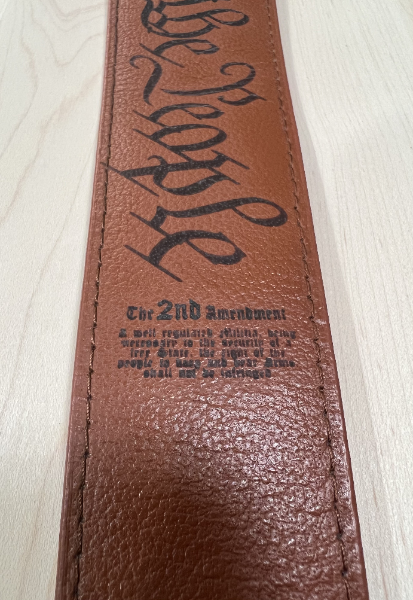 the People
The 2nd Amendment
A well regulated Militia, being
necessary to the security of a
free State, the right of the
people to keep and bear Arms
shall not be infringed